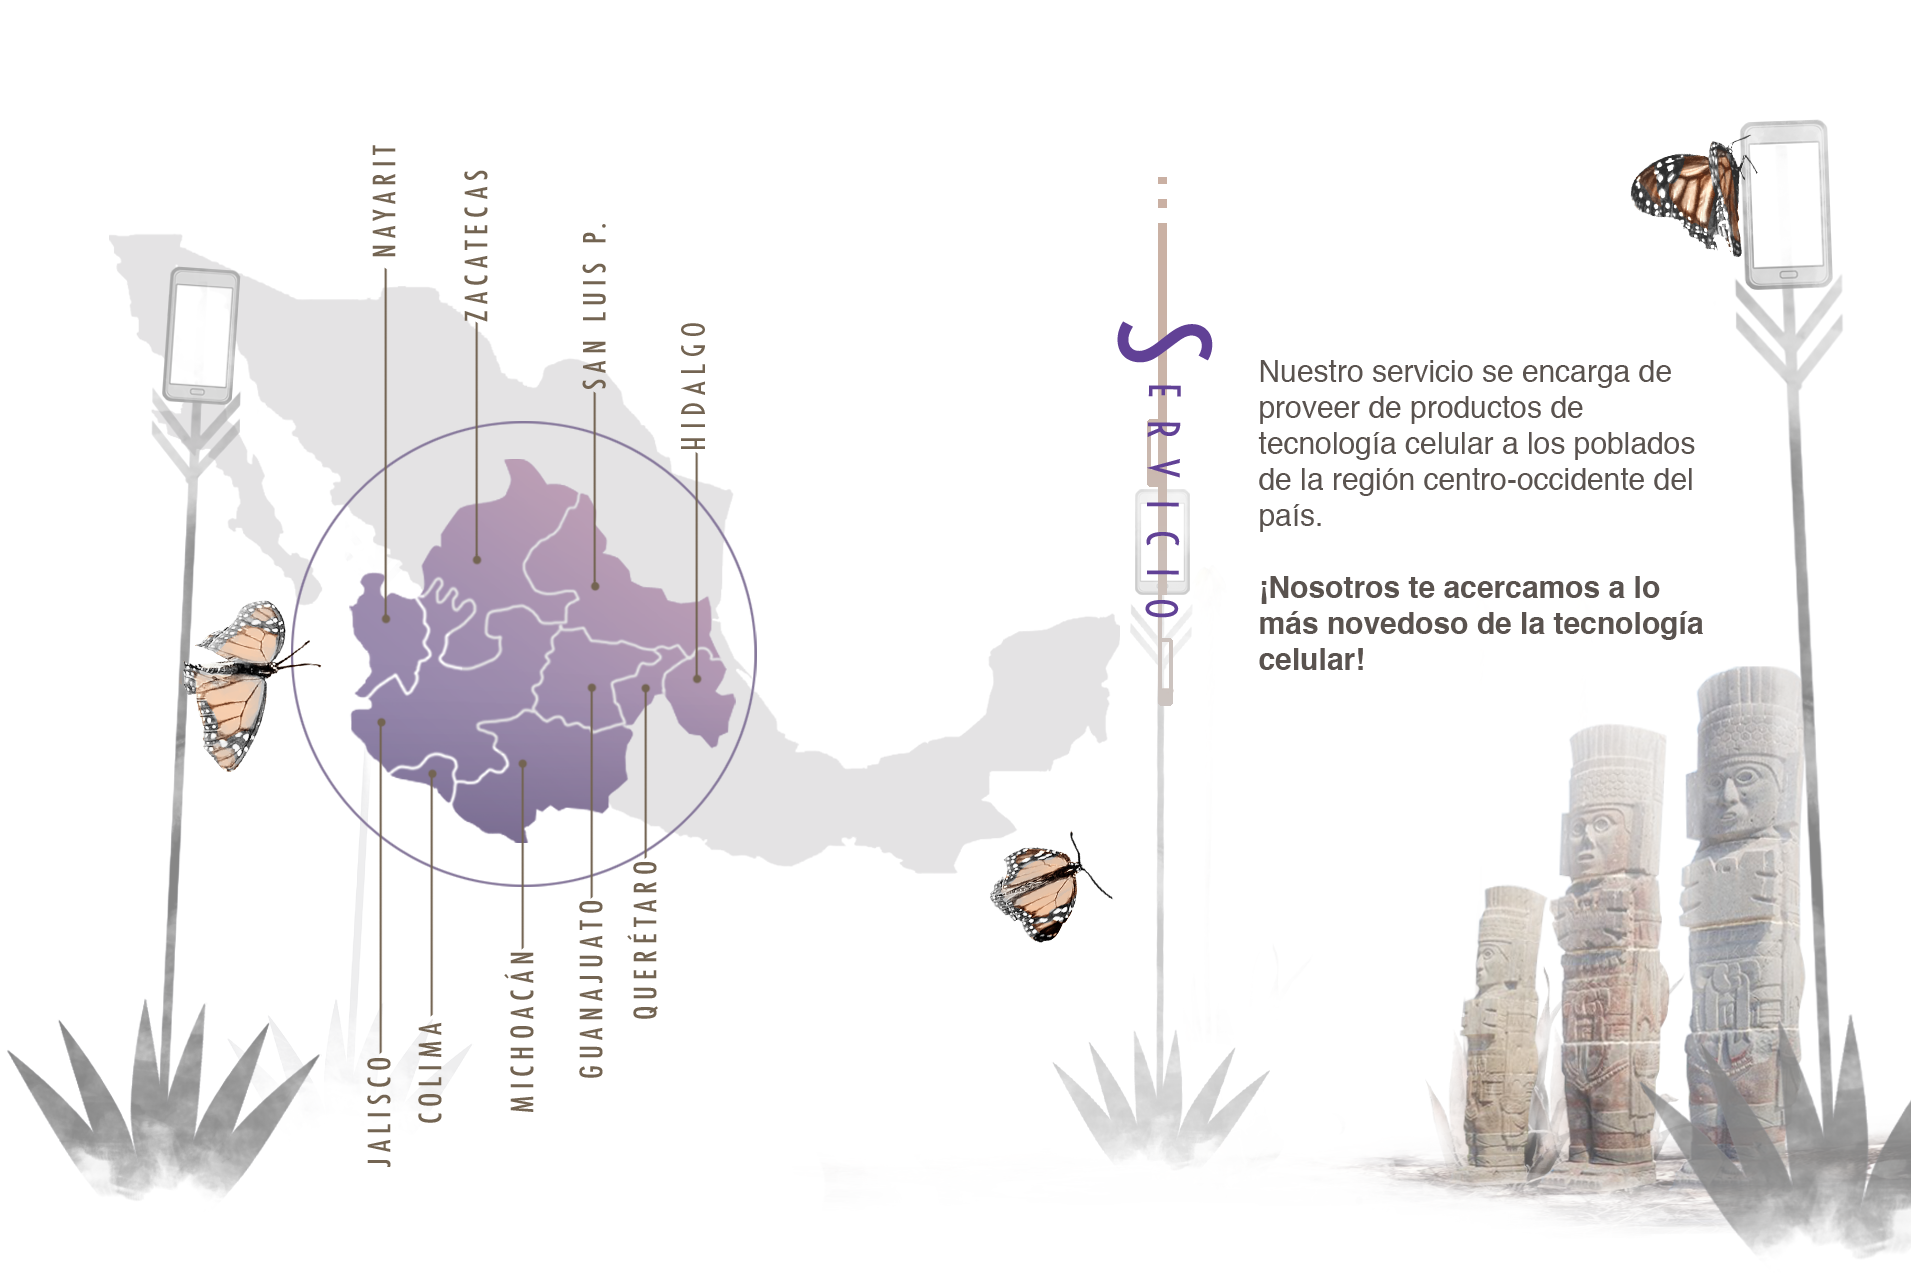 NAYARIT
ZACATECAS
SAN LUIS P.
HIDALGO
JALISCO
COLIMA
MICHOACÁN
GUANAJUATO
QUERÉTARO
SERVICIO
Nuestro servicio se encarga de
proveer de productos de
tecnología celular a los poblados
de la región centro-occidente del
país.
¡Nosotros te acercamos a lo
más novedoso de la tecnología
celular!